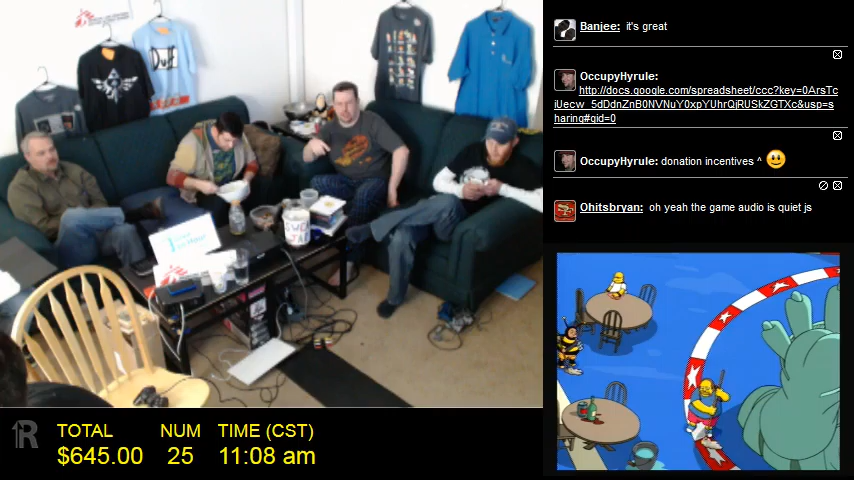 Banjee: it's great
OccupyHyrule:
http://docs.google.com/spreadsheet/ccc?key=0ArsTc
iUecw_5dDdnZnB0NVNuY0xpYUhrQjRUSkZGTXc&usp=s
haring#gid=0
OccupyHyrule: donation incentives ^
Ohitsbryan: oh yeah the game audio is quiet js
Duff
TOTAL
$645.00
NUM
25
TIME (CST)
11:08 am